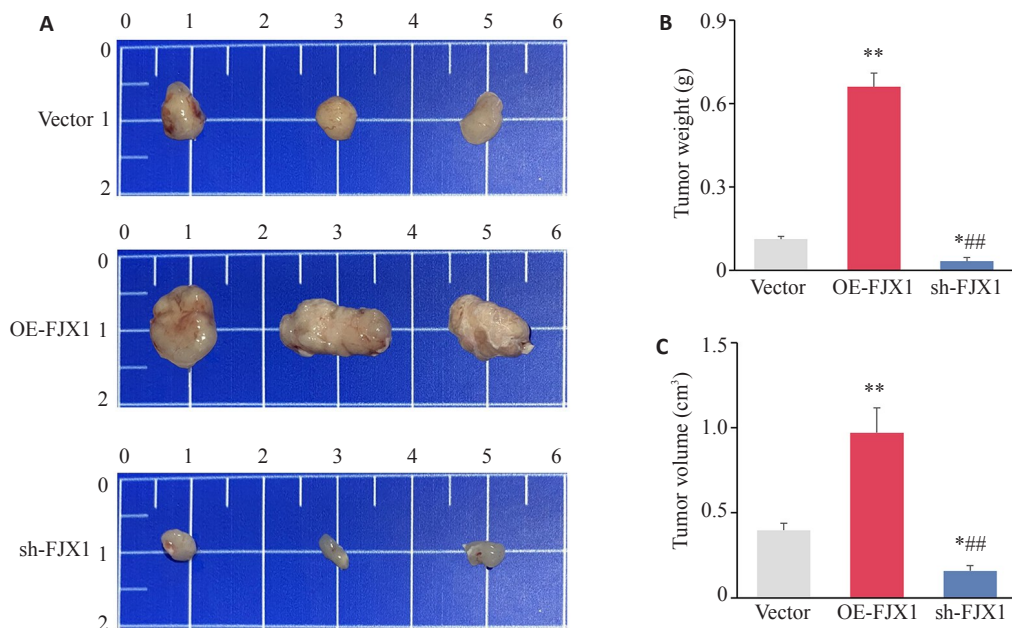 A
0 1 2 3 4 5 6
0
Vector 1
2
0 1 2 3 4 5 6
0
OE-FJX1 1
2
0 1 2 3 4 5 6
0
sh-FJX1 1
2
B
Tumor weight (g)
0.9
0.6
0.3
0
**
*##
Vector OE-FJX1 sh-FJX1
C
Tumor volume (cm³)
1.5
1.0
0.5
0
**
*##
Vector OE-FJX1 sh-FJX1